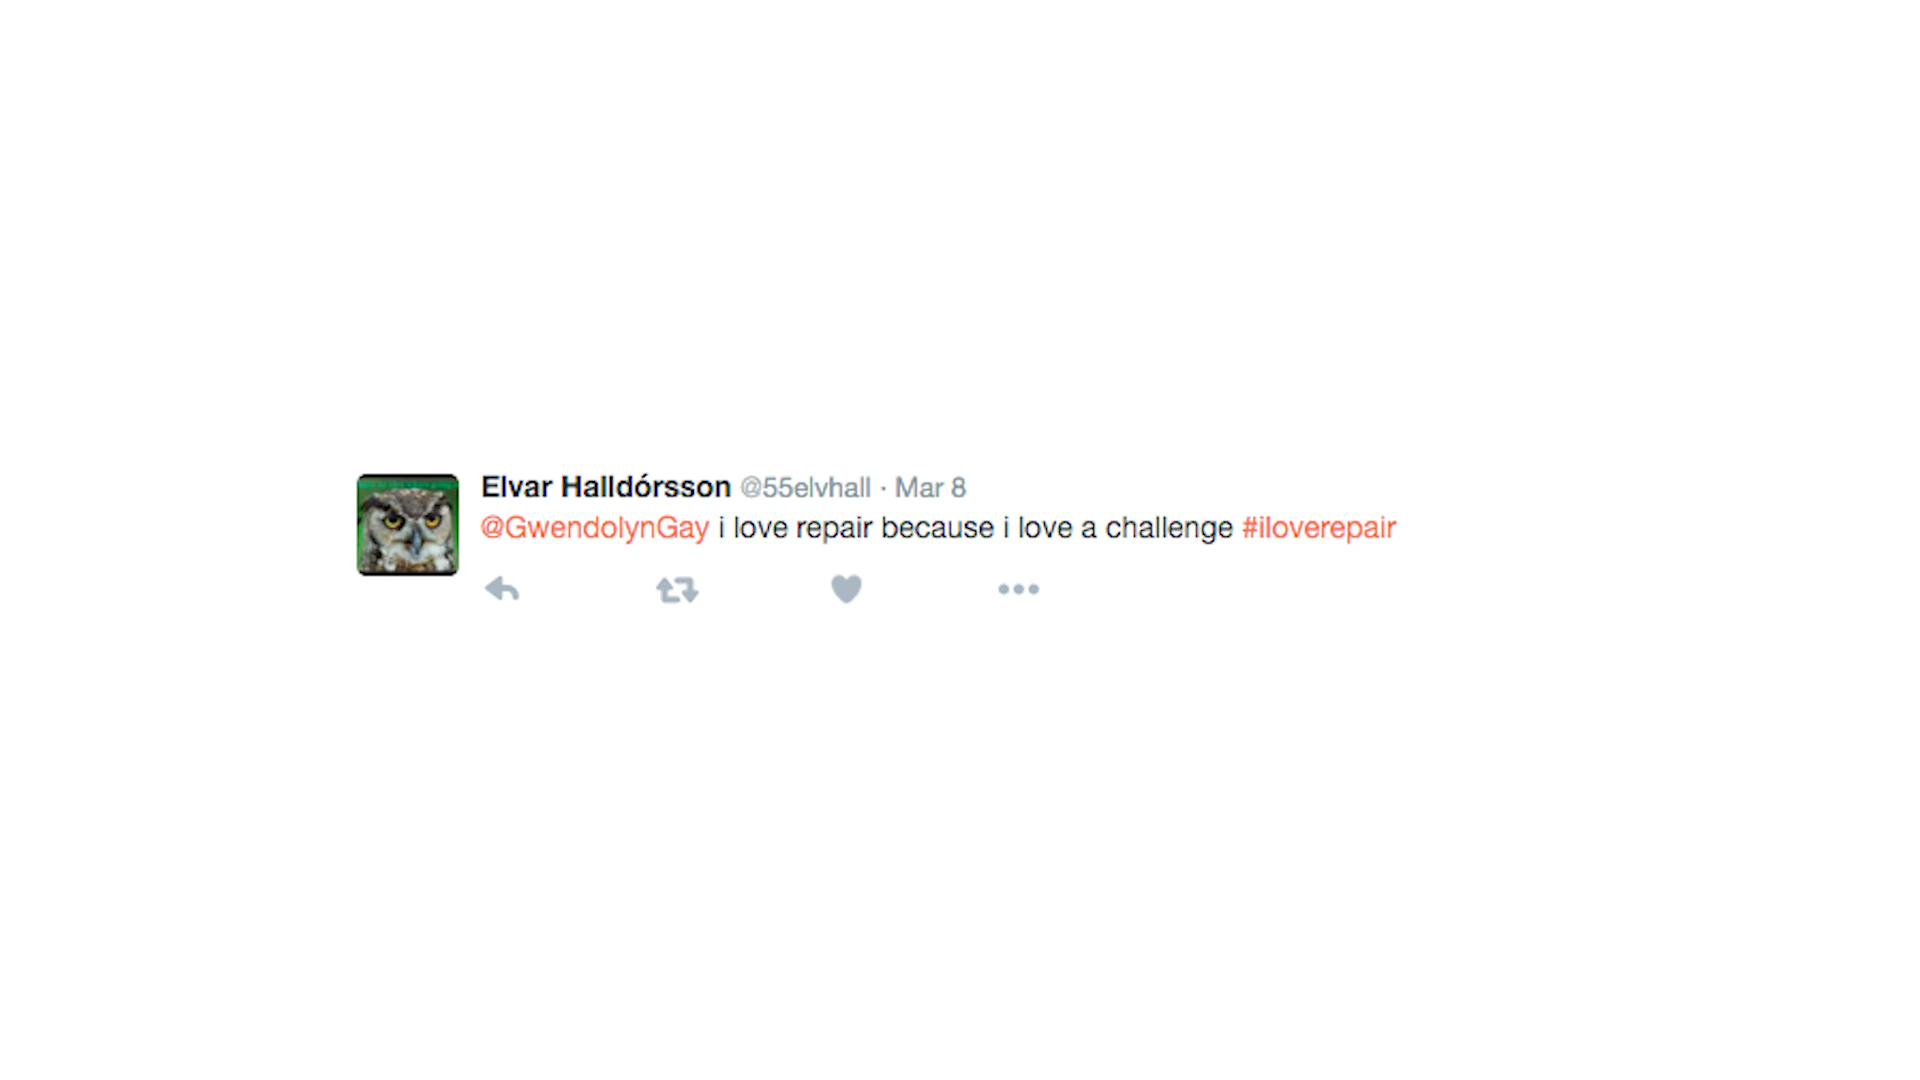 Elvar Halldórsson @55elvhall · Mar 8
@GwendolynGay i love repair because i love a challenge #iloverepair